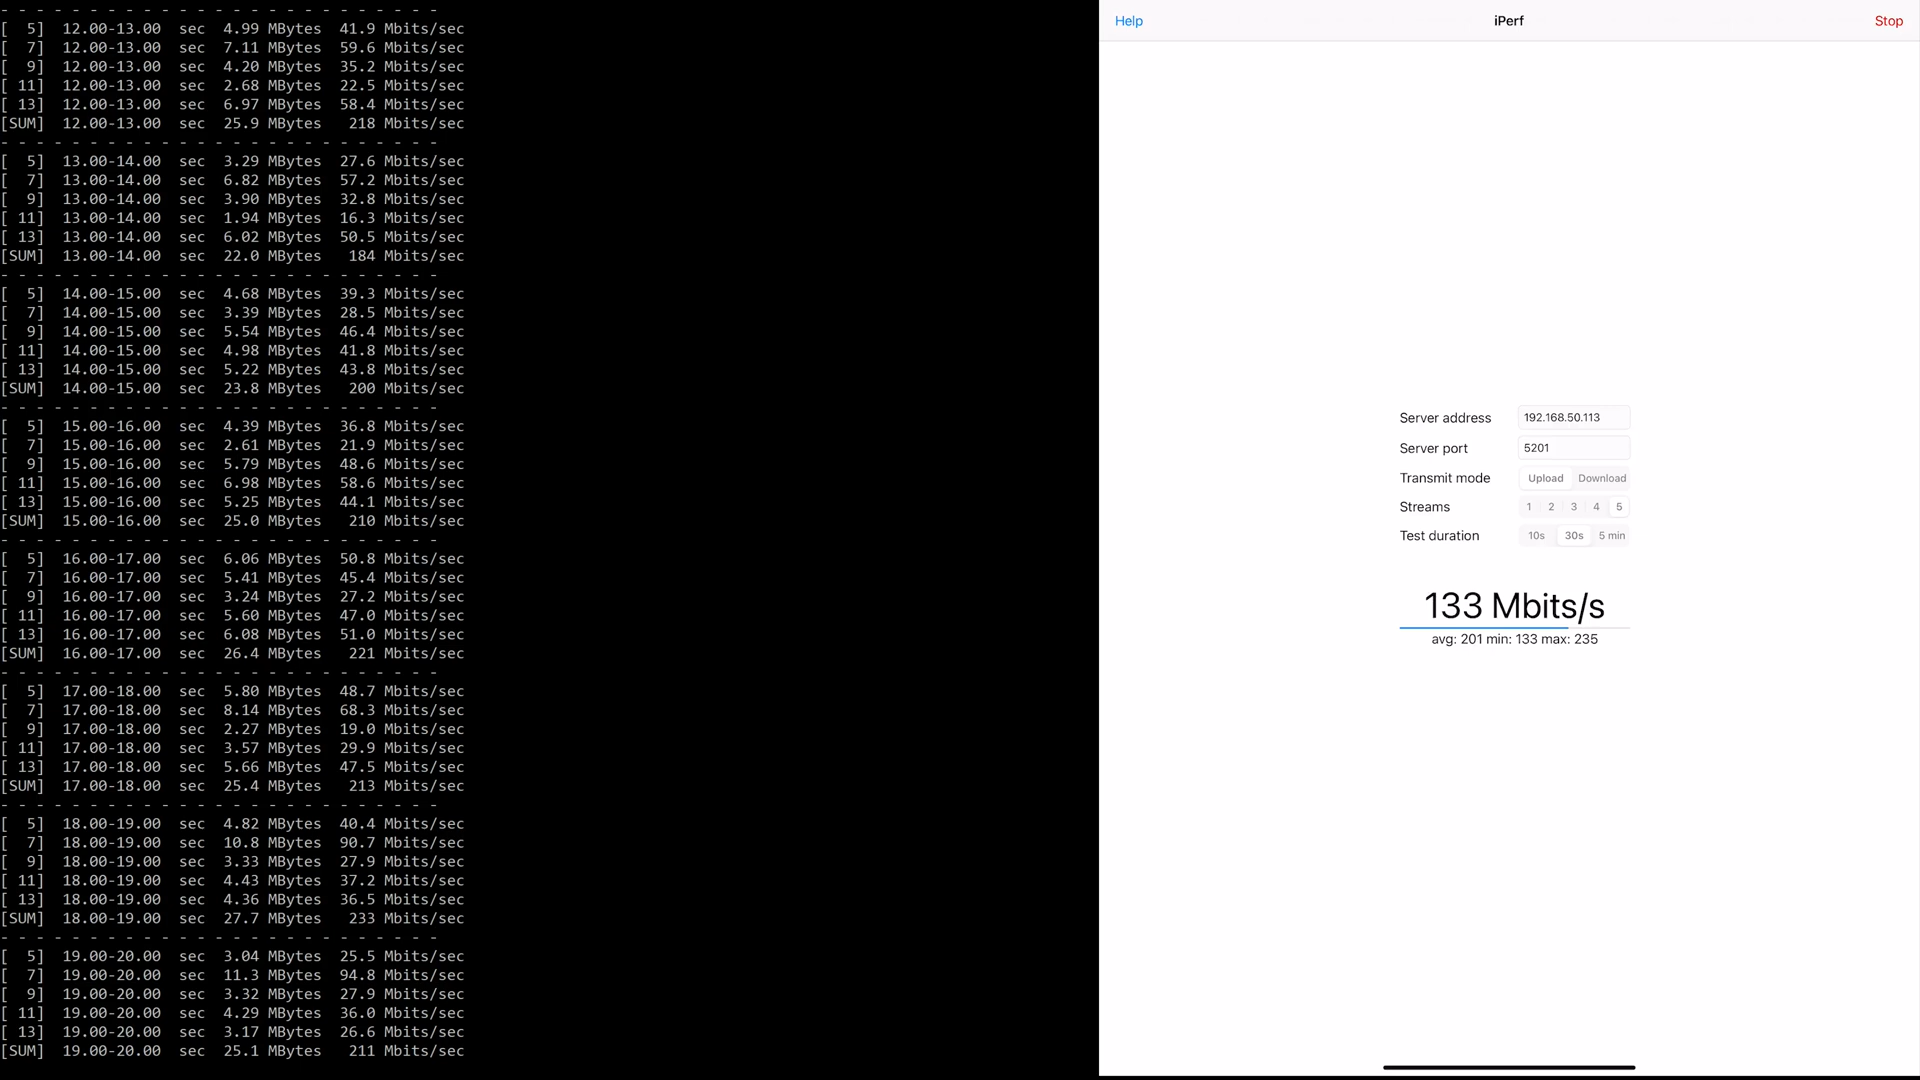 - - - - - - - - - - - - - - - - - - - - - - - - -
[  5]  12.00-13.00  sec  4.99 MBytes  41.9 Mbits/sec
[  7]  12.00-13.00  sec  7.11 MBytes  59.6 Mbits/sec
[  9]  12.00-13.00  sec  4.20 MBytes  35.2 Mbits/sec
[ 11]  12.00-13.00  sec  2.68 MBytes  22.5 Mbits/sec
[ 13]  12.00-13.00  sec  6.97 MBytes  58.4 Mbits/sec
[SUM]  12.00-13.00  sec  25.9 MBytes   218 Mbits/sec
- - - - - - - - - - - - - - - - - - - - - - - - -
[  5]  13.00-14.00  sec  3.29 MBytes  27.6 Mbits/sec
[  7]  13.00-14.00  sec  6.82 MBytes  57.2 Mbits/sec
[  9]  13.00-14.00  sec  3.90 MBytes  32.8 Mbits/sec
[ 11]  13.00-14.00  sec  1.94 MBytes  16.3 Mbits/sec
[ 13]  13.00-14.00  sec  6.02 MBytes  50.5 Mbits/sec
[SUM]  13.00-14.00  sec  22.0 MBytes   184 Mbits/sec
- - - - - - - - - - - - - - - - - - - - - - - - -
[  5]  14.00-15.00  sec  4.68 MBytes  39.3 Mbits/sec
[  7]  14.00-15.00  sec  3.39 MBytes  28.5 Mbits/sec
[  9]  14.00-15.00  sec  5.54 MBytes  46.4 Mbits/sec
[ 11]  14.00-15.00  sec  4.98 MBytes  41.8 Mbits/sec
[ 13]  14.00-15.00  sec  5.22 MBytes  43.8 Mbits/sec
[SUM]  14.00-15.00  sec  23.8 MBytes   200 Mbits/sec
- - - - - - - - - - - - - - - - - - - - - - - - -
[  5]  15.00-16.00  sec  4.39 MBytes  36.8 Mbits/sec
[  7]  15.00-16.00  sec  2.61 MBytes  21.9 Mbits/sec
[  9]  15.00-16.00  sec  5.79 MBytes  48.6 Mbits/sec
[ 11]  15.00-16.00  sec  6.98 MBytes  58.6 Mbits/sec
[ 13]  15.00-16.00  sec  5.25 MBytes  44.1 Mbits/sec
[SUM]  15.00-16.00  sec  25.0 MBytes   210 Mbits/sec
- - - - - - - - - - - - - - - - - - - - - - - - -
[  5]  16.00-17.00  sec  6.06 MBytes  50.8 Mbits/sec
[  7]  16.00-17.00  sec  5.41 MBytes  45.4 Mbits/sec
[  9]  16.00-17.00  sec  3.24 MBytes  27.2 Mbits/sec
[ 11]  16.00-17.00  sec  5.60 MBytes  47.0 Mbits/sec
[ 13]  16.00-17.00  sec  6.08 MBytes  51.0 Mbits/sec
[SUM]  16.00-17.00  sec  26.4 MBytes   221 Mbits/sec
- - - - - - - - - - - - - - - - - - - - - - - - -
[  5]  17.00-18.00  sec  5.80 MBytes  48.7 Mbits/sec
[  7]  17.00-18.00  sec  8.14 MBytes  68.3 Mbits/sec
[  9]  17.00-18.00  sec  2.27 MBytes  19.0 Mbits/sec
[ 11]  17.00-18.00  sec  3.57 MBytes  29.9 Mbits/sec
[ 13]  17.00-18.00  sec  5.66 MBytes  47.5 Mbits/sec
[SUM]  17.00-18.00  sec  25.4 MBytes   213 Mbits/sec
- - - - - - - - - - - - - - - - - - - - - - - - -
[  5]  18.00-19.00  sec  4.82 MBytes  40.4 Mbits/sec
[  7]  18.00-19.00  sec  10.8 MBytes  90.7 Mbits/sec
[  9]  18.00-19.00  sec  3.33 MBytes  27.9 Mbits/sec
[ 11]  18.00-19.00  sec  4.43 MBytes  37.2 Mbits/sec
[ 13]  18.00-19.00  sec  4.36 MBytes  36.5 Mbits/sec
[SUM]  18.00-19.00  sec  27.7 MBytes   233 Mbits/sec
- - - - - - - - - - - - - - - - - - - - - - - - -
[  5]  19.00-20.00  sec  3.04 MBytes  25.5 Mbits/sec
[  7]  19.00-20.00  sec  11.3 MBytes  94.8 Mbits/sec
[  9]  19.00-20.00  sec  3.32 MBytes  27.9 Mbits/sec
[ 11]  19.00-20.00  sec  4.29 MBytes  36.0 Mbits/sec
[ 13]  19.00-20.00  sec  3.17 MBytes  26.6 Mbits/sec
[SUM]  19.00-20.00  sec  25.1 MBytes   211 Mbits/sec
Help iPerf Stop
Server address 192.168.50.113
Server port 5201
Transmit mode Upload Download
Streams 1 2 3 4 5
Test duration 10s 30s 5 min
133 Mbits/s
avg: 201 min: 133 max: 235